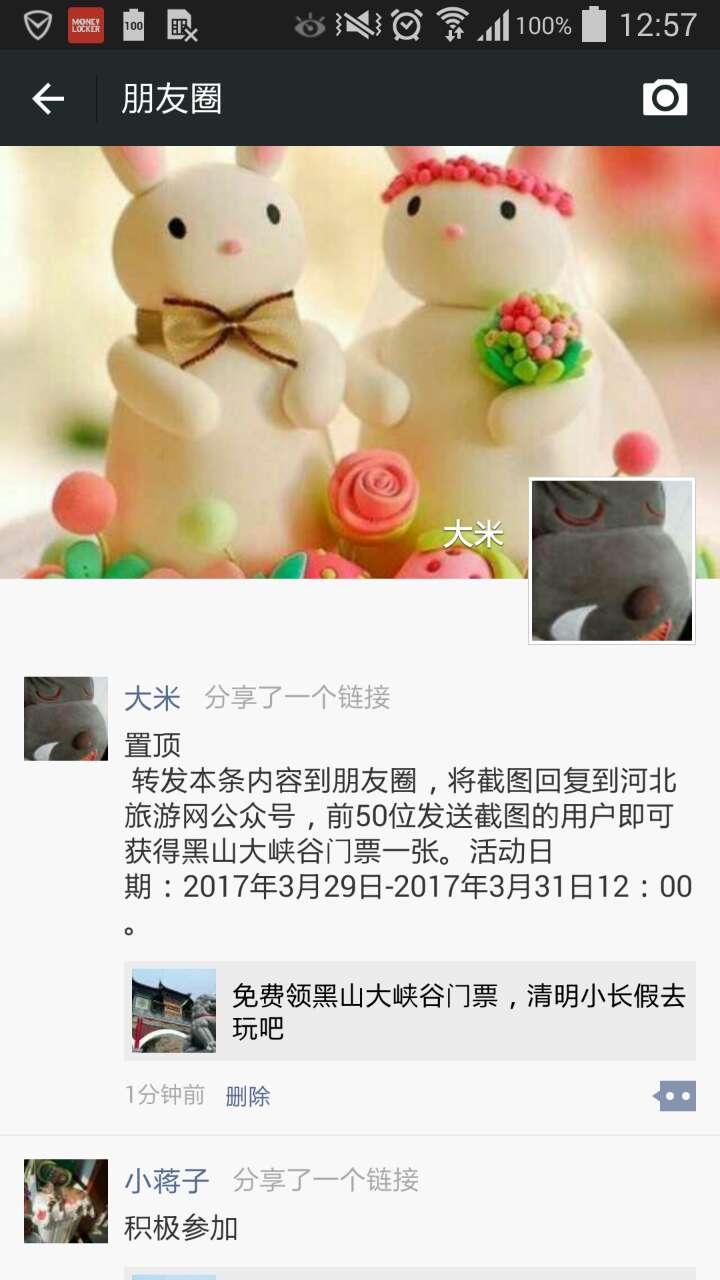 MONEY
LOCKER
100
100%
12:57
朋友圈
大米
大米 分享了一个链接
置顶
转发本条内容到朋友圈，将截图回复到河北
旅游网公众号，前50位发送截图的用户即可
获得黑山大峡谷门票一张。活动日
期：2017年3月29日-2017年3月31日12：00
。
免费领黑山大峡谷门票，清明小长假去
玩吧
1分钟前 删除
小蒋子 分享了一个链接
积极参加